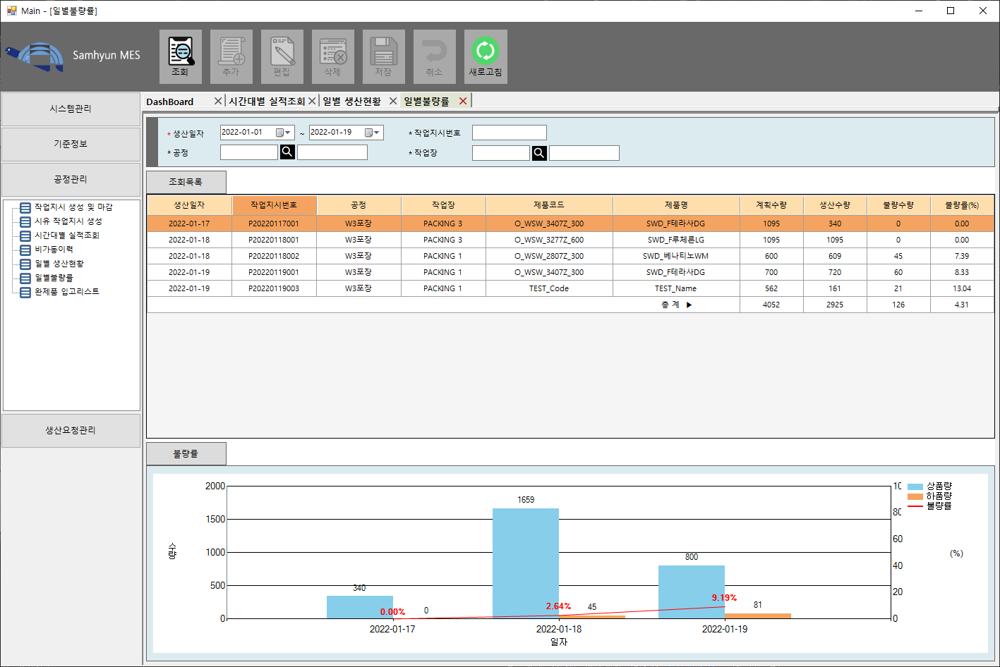 Main - [일별불량률]
Samhyun MES
조회 추가 편집 삭제 저장 취소 새로고침
시스템관리
기준정보
공정관리
작업지시 생성 및 마감
시유 작업지시 생성
시간대별 실적조회
비가동이력
일별 생산현황
일별불량률
완제품 입고리스트
생산요청관리
DashBoard 시간대별 실적조회 일별 생산현황 일별불량률
* 생산일자 2022-01-01 ~ 2022-01-19 * 작업지시번호
* 공정 * 작업장
조회목록
생산일자 작업지시번호 공정 작업장 제품코드 제품명 계획수량 생산수량 불량수량 불량률(%)
2022-01-17 P20220117001 W3포장 PACKING 3 O_WSW_3407Z_300 SWD_F테라사DG 1095 340 0 0.00
2022-01-18 P20220118001 W3포장 PACKING 3 O_WSW_3277Z_600 SWD_F루체른LG 1095 1095 0 0.00
2022-01-18 P20220118002 W3포장 PACKING 1 O_WSW_2807Z_300 SWD_베나티노WM 600 609 45 7.39
2022-01-19 P20220119001 W3포장 PACKING 1 O_WSW_3407Z_300 SWD_F테라사DG 700 720 60 8.33
2022-01-19 P20220119003 W3포장 PACKING 1 TEST_Code TEST_Name 562 161 21 13.04
총 계 ▶ 4052 2925 126 4.31
불량률
2000
1500
1000
500
0
수량
340
0.00%
0
1659
2.64%
45
800
9.19%
81
10
80
60
40
20
0
(%)
상품량
하품량
불량률
2022-01-17 2022-01-18 2022-01-19
일자